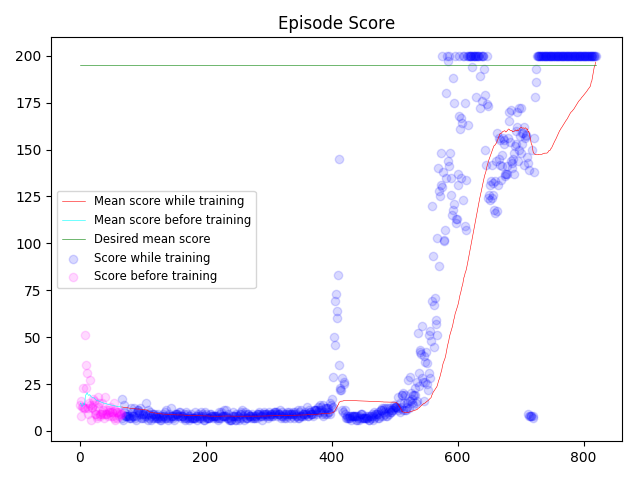 Episode Score
200
175
150
125
100
75
50
25
0
Mean score while training
Mean score before training
Desired mean score
Score while training
Score before training
0
200
400
600
800